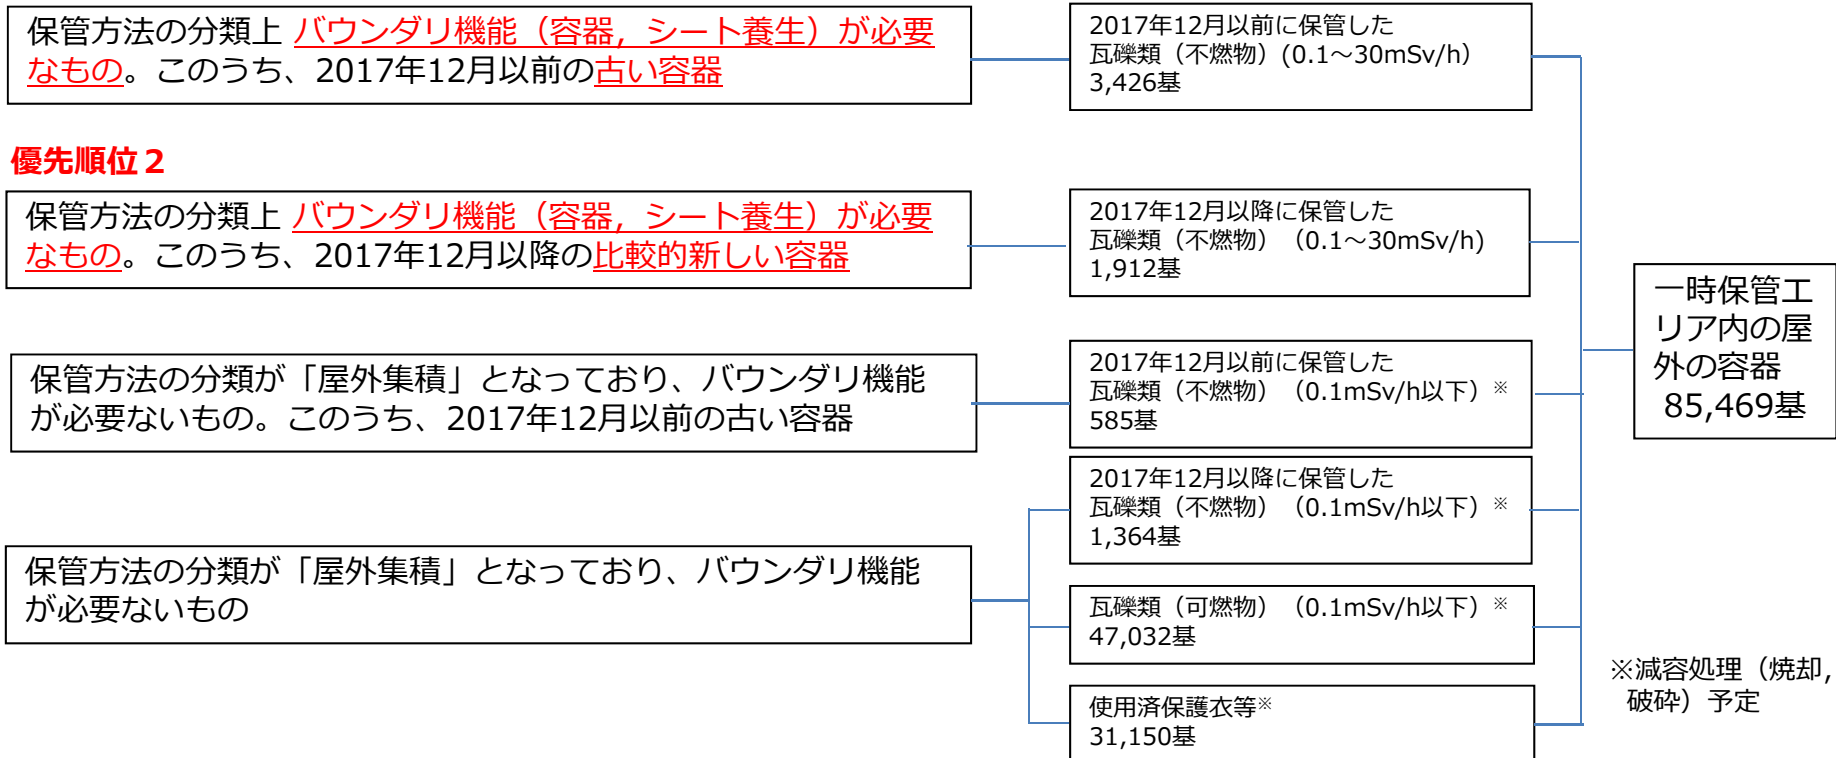 保管方法の分類上 バウンダリ機能（容器，シート養生）が必要
なもの。このうち、2017年12月以前の古い容器
2017年12月以前に保管した
瓦礫類（不燃物）(0.1～30mSv/h）
3,426基
優先順位２
保管方法の分類上 バウンダリ機能（容器，シート養生）が必要
なもの。このうち、2017年12月以降の比較的新しい容器
2017年12月以降に保管した
瓦礫類（不燃物）（0.1～30mSv/h)
1,912基
保管方法の分類が「屋外集積」となっており、バウンダリ機能
が必要ないもの。このうち、2017年12月以前の古い容器
2017年12月以前に保管した
瓦礫類（不燃物）（0.1mSv/h以下）※
585基
保管方法の分類が「屋外集積」となっており、バウンダリ機能
が必要ないもの
2017年12月以降に保管した
瓦礫類（不燃物）（0.1mSv/h以下）※
1,364基
瓦礫類（可燃物）（0.1mSv/h以下）※
47,032基
使用済保護衣等※
31,150基
一時保管エ
リア内の屋
外の容器
85,469基
※減容処理（焼却，
破砕）予定